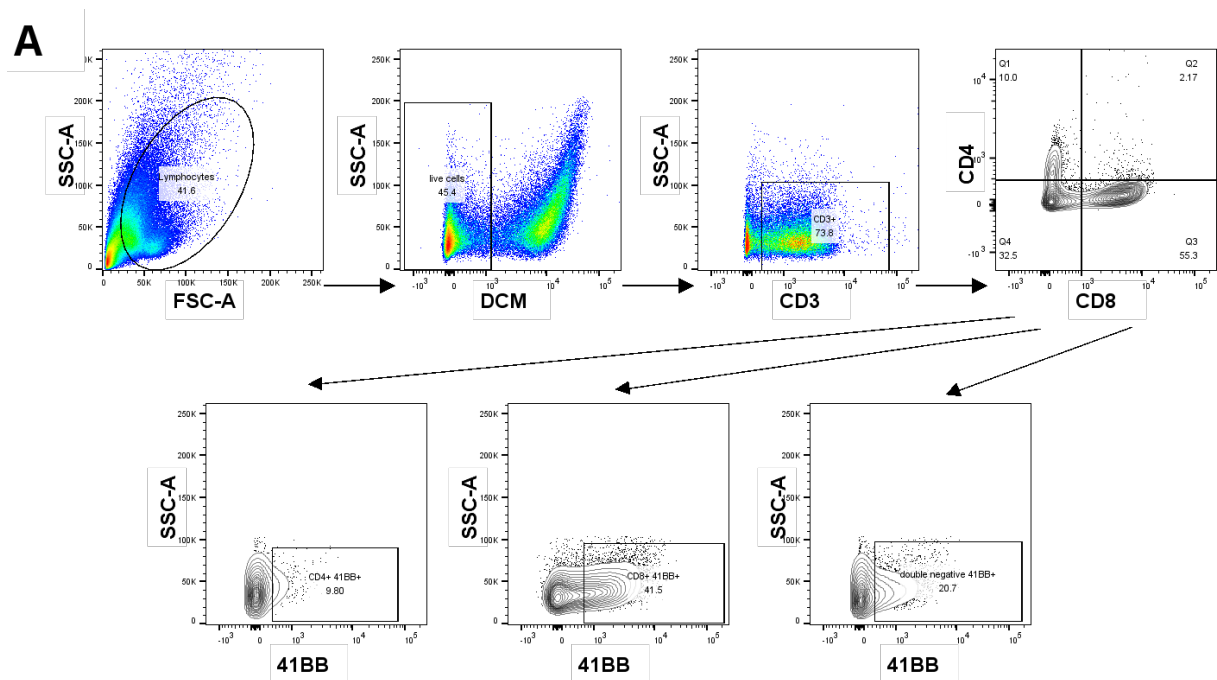 A
250K
200K
150K
100K
50K
0
SSC-A
Lymphocytes
41.6
0 50K 100K 150K 200K 250K
FSC-A
250K
200K
150K
100K
50K
0
SSC-A
live cells
45.4
-10³ 0 10³ 10⁴ 10⁵
DCM
250K
200K
150K
100K
50K
0
SSC-A
CD3+
73.8
-10³ 0 10³ 10⁴ 10⁵
CD3
Q1
10.0
Q2
2.17
10⁴
10³
0
-10³
CD4
Q4
32.5
Q3
55.3
-10³ 0 10³ 10⁴ 10⁵
CD8
250K
200K
150K
100K
50K
0
SSC-A
CD4+ 41BB+
9.80
-10³ 0 10³ 10⁴ 10⁵
41BB
250K
200K
150K
100K
50K
0
SSC-A
CD8+ 41BB+
41.5
-10³ 0 10³ 10⁴ 10⁵
41BB
250K
200K
150K
100K
50K
0
SSC-A
double negative 41BB+
20.7
-10³ 0 10³ 10⁴ 10⁵
41BB